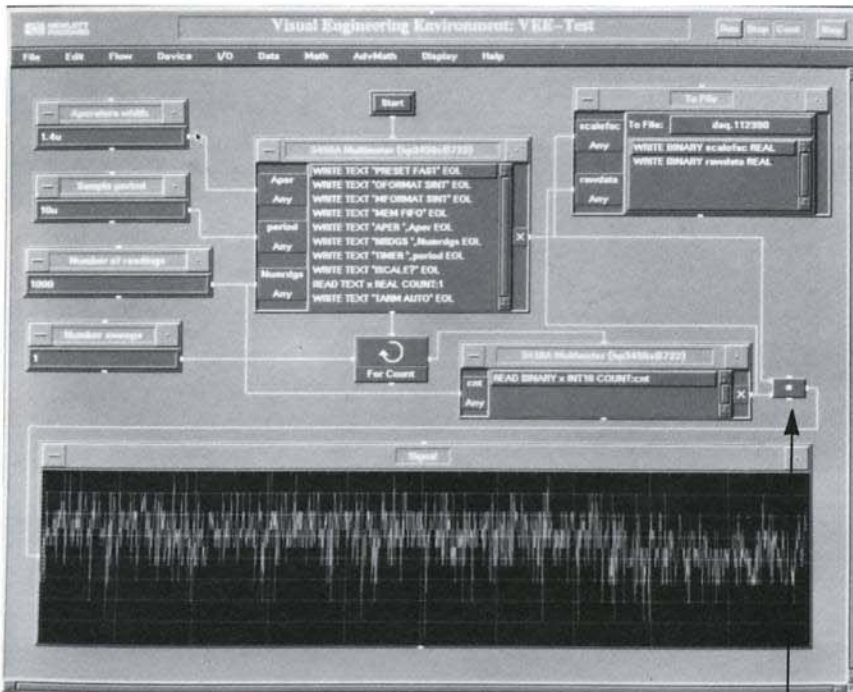 HEWLETT PACKARD
Visual Engineering Environment: VEE-Test
Run Stop Cont Step
File Edit Flow Device I/O Data Math AdvMath Display Help
Aperature width
1.4u
Sample period
10u
Number of readings
1000
Number sweeps
1
Start
3458A Multimeter (hp3458a@722)
Aper
Any
period
Any
Numrdgs
Any
WRITE TEXT "PRESET FAST" EOL
WRITE TEXT "OFORMAT SINT" EOL
WRITE TEXT "MFORMAT SINT" EOL
WRITE TEXT "MEM FIFO" EOL
WRITE TEXT "APER ",Aper EOL
WRITE TEXT "NRDGS ",Numrdgs EOL
WRITE TEXT "TIMER ",period EOL
WRITE TEXT "ISCALE?" EOL
READ TEXT x REAL COUNT:1
WRITE TEXT "TARM AUTO" EOL
X
To File
scalefac
Any
rawdata
Any
To File: daq.112390
WRITE BINARY scalefac REAL
WRITE BINARY rawdata REAL
For Count
3458A Multimeter (hp3458a@722)
cnt
Any
READ BINARY x INT16 COUNT:cnt
X
*
Signal